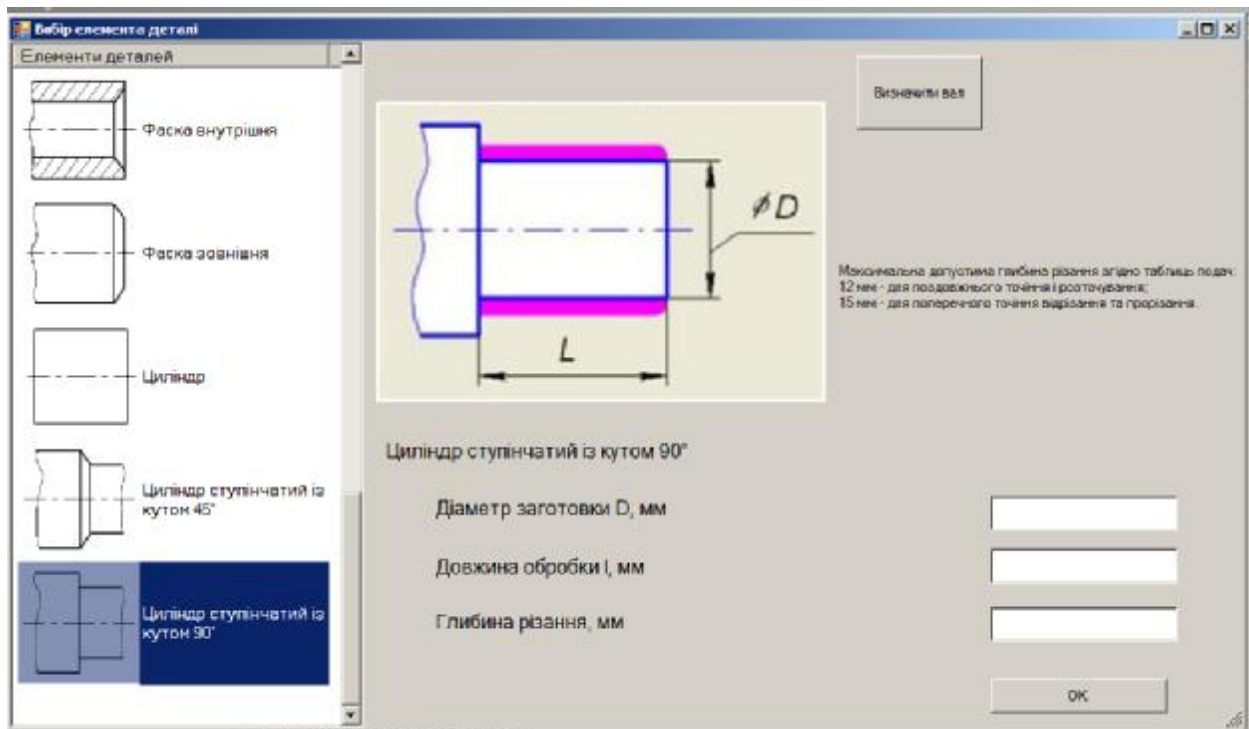 Вибір елемента деталі
Елементи деталей
Фаска внутрішня
Фаска зовнішня
Циліндр
Циліндр ступінчатий із
кутом 45°
Циліндр ступінчатий із
кутом 90°
Визначити вал
⌀D
L
Максимальна допустима глибина різання згідно таблиць подач:
12 мм - для поздовжнього точіння і розточування;
15 мм - для поперечного точіння відрізання та прорізання.
Циліндр ступінчатий із кутом 90°
Діаметр заготовки D, мм
Довжина обробки l, мм
Глибина різання, мм
ОК